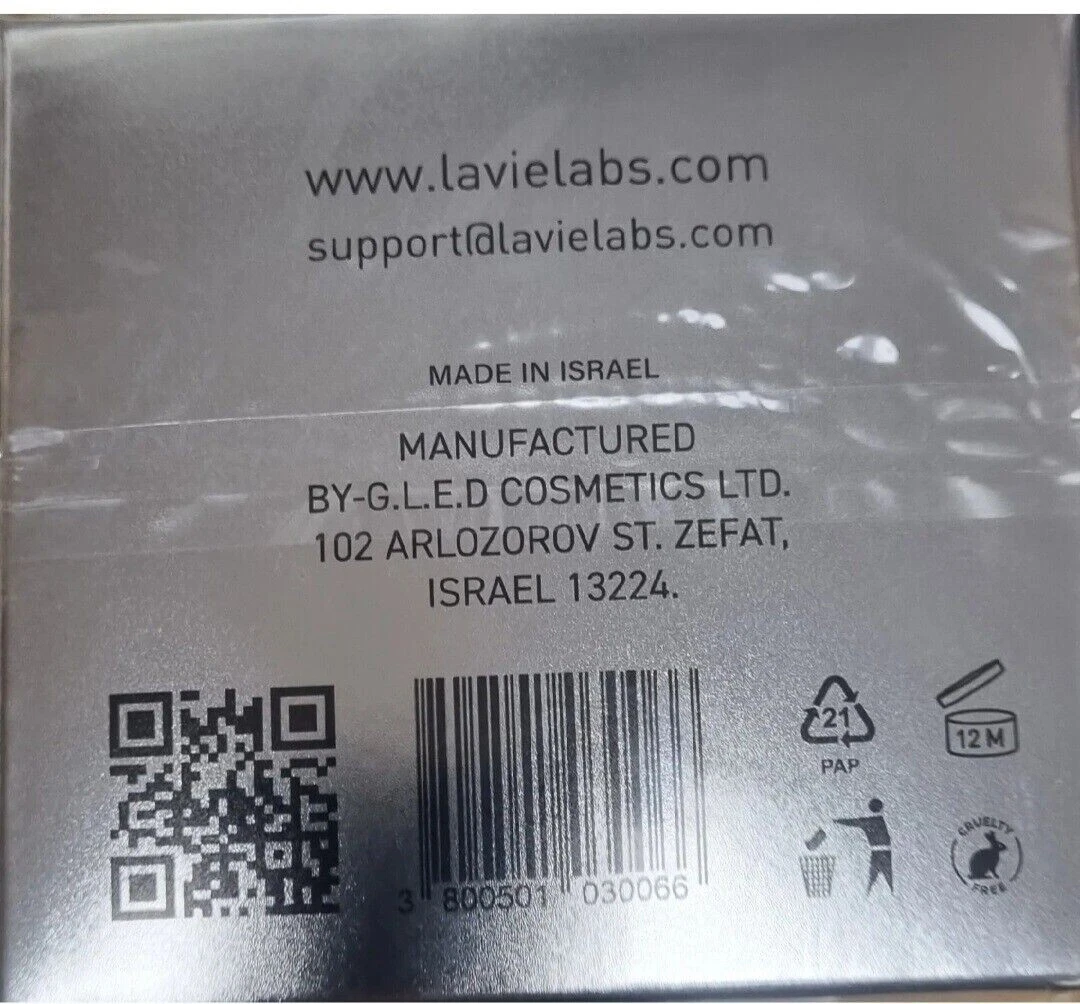 www.lavielabs.com
support@lavielabs.com
MADE IN ISRAEL
MANUFACTURED
BY-G.L.E.D COSMETICS LTD.
102 ARLOZOROV ST. ZEFAT,
ISRAEL 13224.
21
PAP
12 M
CRUELTY
FREE
3 800501 030066